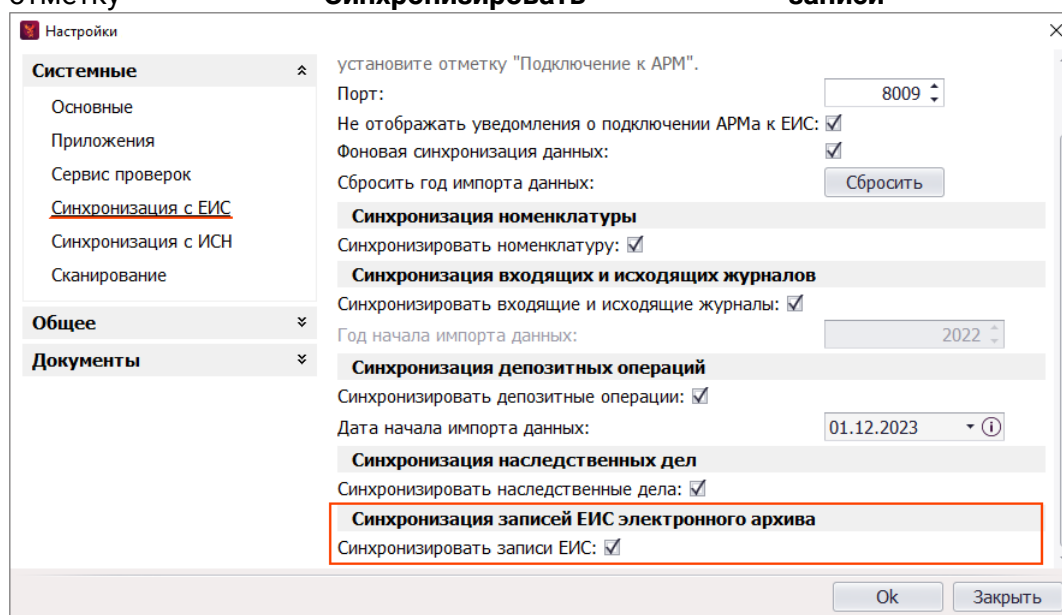 отметку Синхронизировать записи
Настройки
Системные
Основные
Приложения
Сервис проверок
Синхронизация с ЕИС
Синхронизация с ИСН
Сканирование
Общее
Документы
установите отметку "Подключение к АРМ".
Порт: 8009
Не отображать уведомления о подключении АРМа к ЕИС:
Фоновая синхронизация данных:
Сбросить год импорта данных: Сбросить
Синхронизация номенклатуры
Синхронизировать номенклатуру:
Синхронизация входящих и исходящих журналов
Синхронизировать входящие и исходящие журналы:
Год начала импорта данных: 2022
Синхронизация депозитных операций
Синхронизировать депозитные операции:
Дата начала импорта данных: 01.12.2023
Синхронизация наследственных дел
Синхронизировать наследственные дела:
Синхронизация записей ЕИС электронного архива
Синхронизировать записи ЕИС:
Ok Закрыть